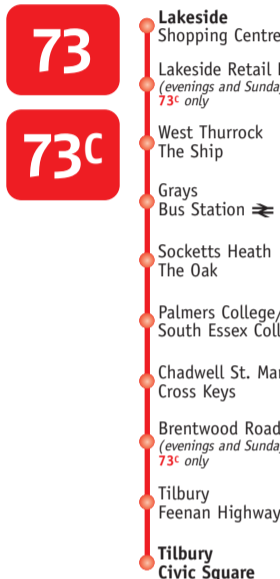 73
73C
Lakeside
Shopping Centre
Lakeside Retail
(evenings and Sunday
73c only
West Thurrock
The Ship
Grays
Bus Station
Socketts Heath
The Oak
Palmers College/
South Essex Coll
Chadwell St. Mar
Cross Keys
Brentwood Road
(evenings and Sunday
73c only
Tilbury
Feenan Highway
Tilbury
Civic Square